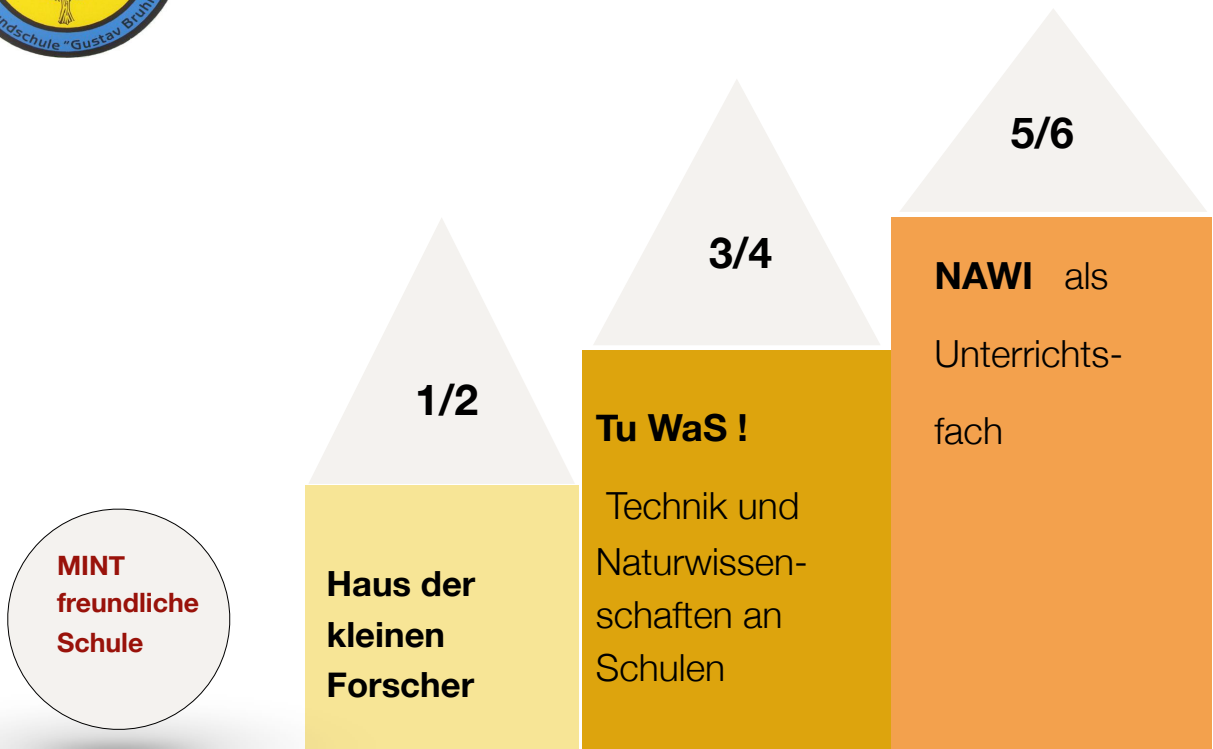 ndschule "Gustav Bruh
5/6
3/4
1/2
NAWI als
Unterrichts-
fach
Tu WaS !
Technik und
Naturwissen-
schaften an
Schulen
Haus der
kleinen
Forscher
MINT
freundliche
Schule